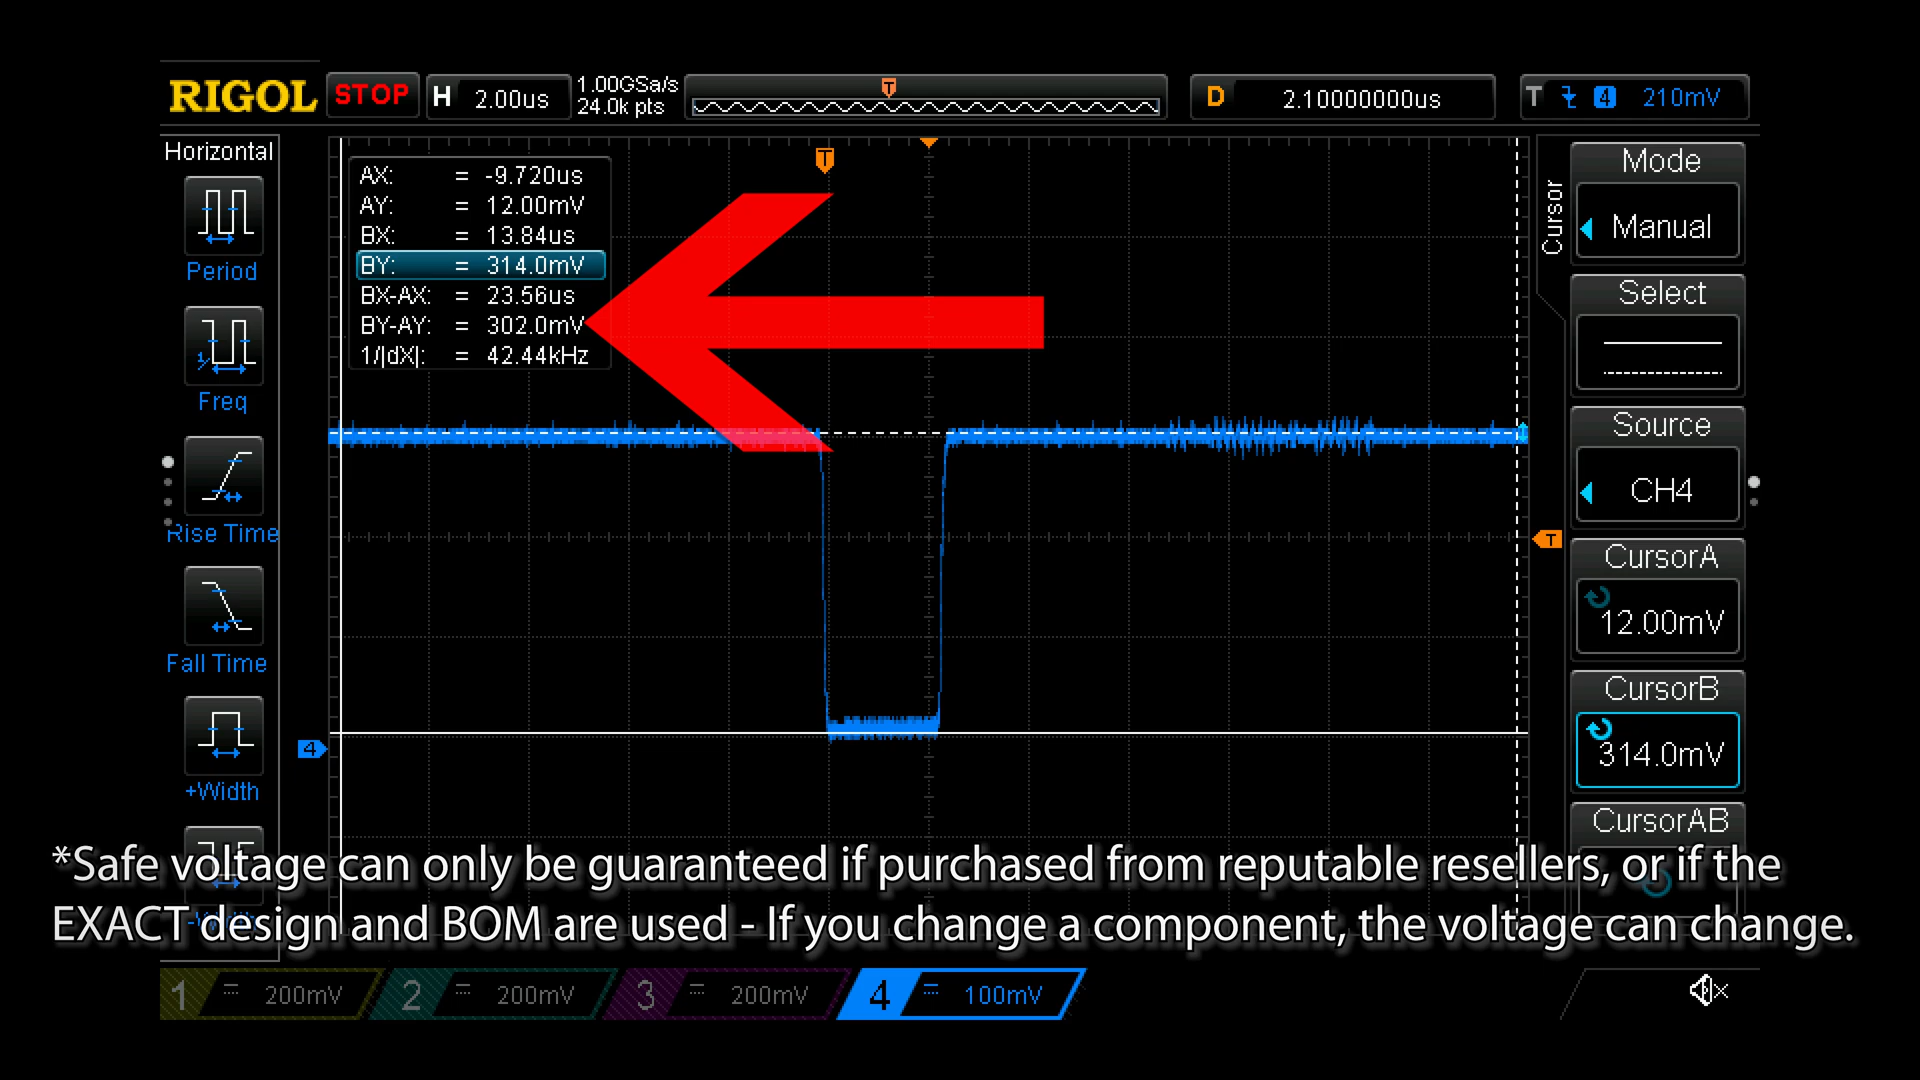 RIGOL STOP H 2.00us 1.00GSa/s D 2.10000000us T 4 210mV
24.0k pts
T
Horizontal
Period
Freq
Rise Time
Fall Time
+Width
-Width
T
AX: = -9.720us
AY: = 12.00mV
BX: = 13.84us
BY: = 314.0mV
BX-AX: = 23.56us
BY-AY: = 302.0mV
1/|dX|: = 42.44kHz
4
T
Cursor
Mode
Manual
Select
Source
CH4
CursorA
12.00mV
CursorB
314.0mV
CursorAB
*Safe voltage can only be guaranteed if purchased from reputable resellers, or if the
EXACT design and BOM are used - If you change a component, the voltage can change.
1 200mV 2 200mV 3 200mV 4 100mV